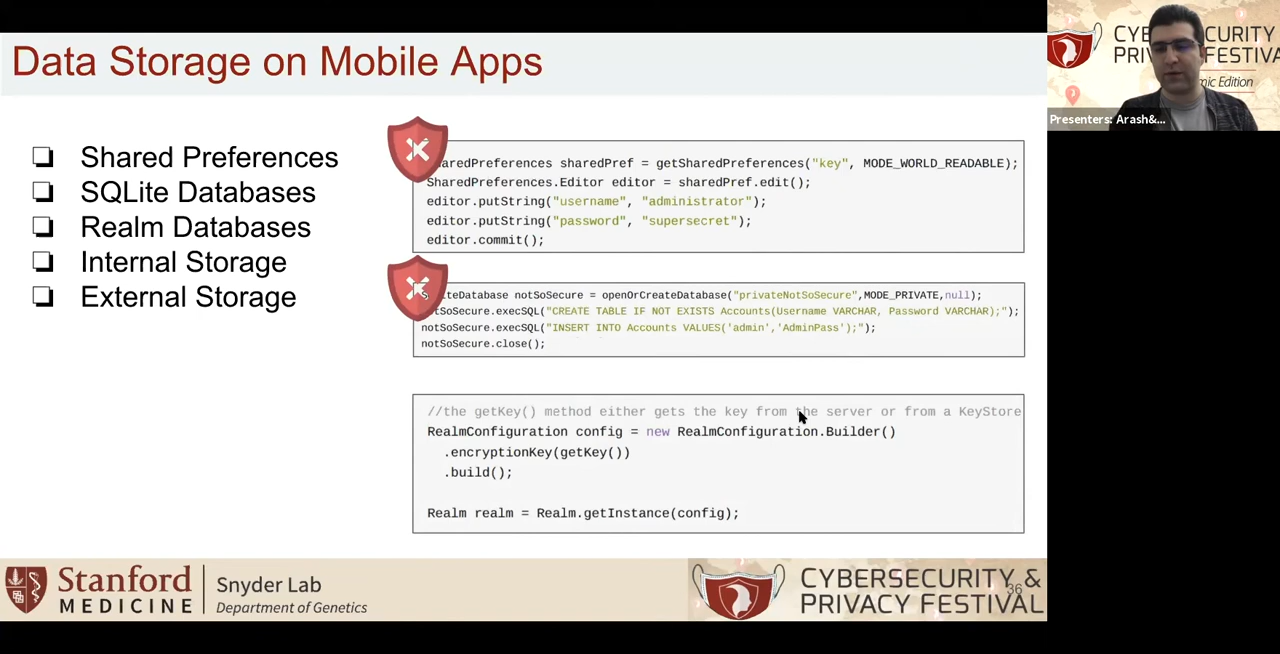 Data Storage on Mobile Apps
❏ Shared Preferences
❏ SQLite Databases
❏ Realm Databases
❏ Internal Storage
❏ External Storage
sharedPref = getSharedPreferences("key", MODE_WORLD_READABLE);
SharedPreferences.Editor editor = sharedPref.edit();
editor.putString("username", "administrator");
editor.putString("password", "supersecret");
editor.commit();
notSoSecure = openOrCreateDatabase("privateNotSoSecure",MODE_PRIVATE,null);
tSoSecure.execSQL("CREATE TABLE IF NOT EXISTS Accounts(Username VARCHAR, Password VARCHAR);");
notSoSecure.execSQL("INSERT INTO Accounts VALUES('admin','AdminPass');");
notSoSecure.close();
//the getKey() method either gets the key from the server or from a KeyStore
RealmConfiguration config = new RealmConfiguration.Builder()
.encryptionKey(getKey())
.build();
Realm realm = Realm.getInstance(config);
Stanford
MEDICINE
Snyder Lab
Department of Genetics
CYBERSECURITY &
PRIVACY FESTIVAL
36
Presenters: Arash&...